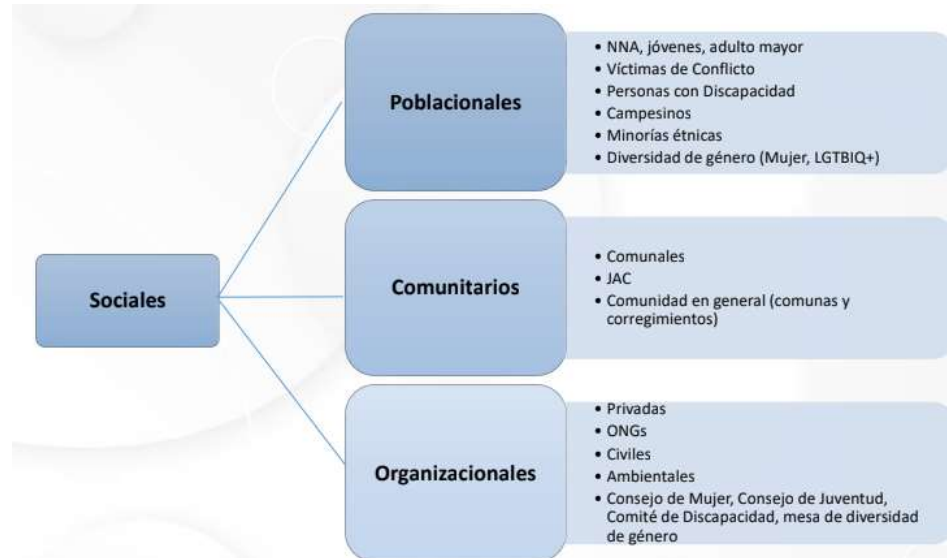 Sociales
Poblacionales
• NNA, jóvenes, adulto mayor
• Víctimas de Conflicto
• Personas con Discapacidad
• Campesinos
• Minorías étnicas
• Diversidad de género (Mujer, LGTBIQ+)
Comunitarios
• Comunales
• JAC
• Comunidad en general (comunas y
corregimientos)
Organizacionales
• Privadas
• ONGs
• Civiles
• Ambientales
• Consejo de Mujer, Consejo de Juventud,
Comité de Discapacidad, mesa de diversidad
de género